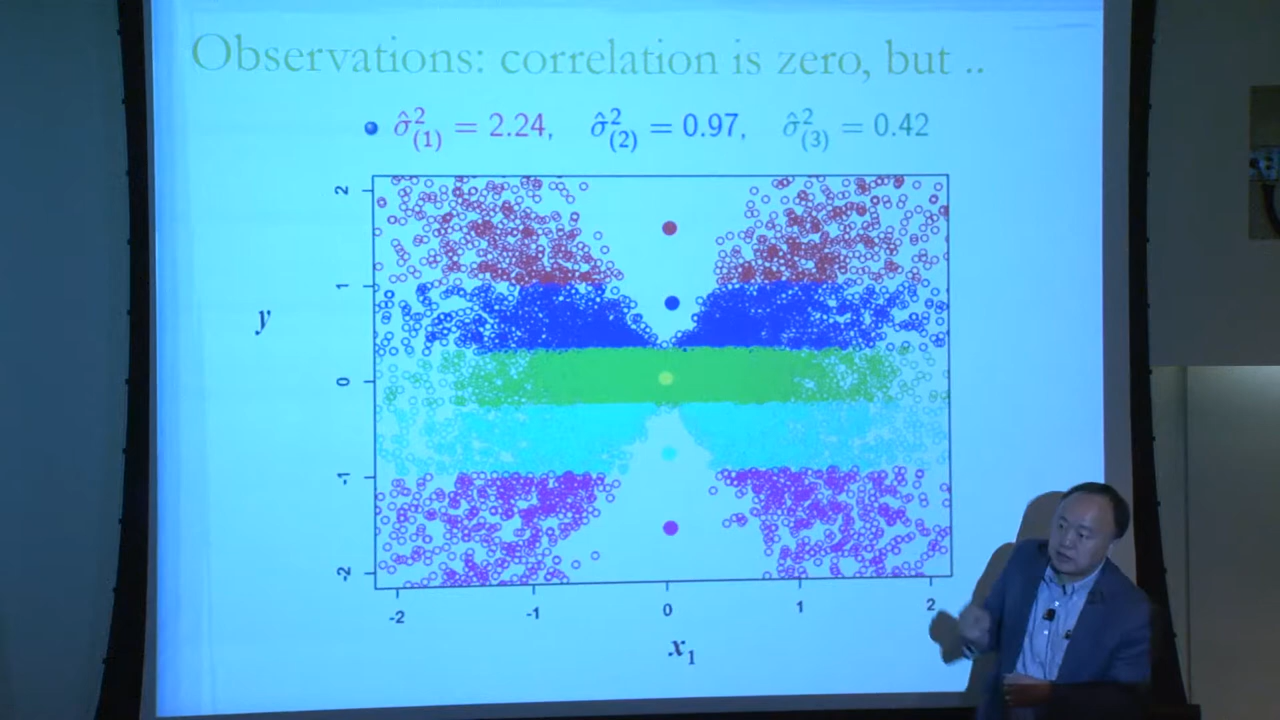 Observations: correlation is zero, but ..
σ̂²₍₁₎ = 2.24, σ̂²₍₂₎ = 0.97, σ̂²₍₃₎ = 0.42
2
1
y
0
-1
-2
-2 -1 0 1 2
x₁